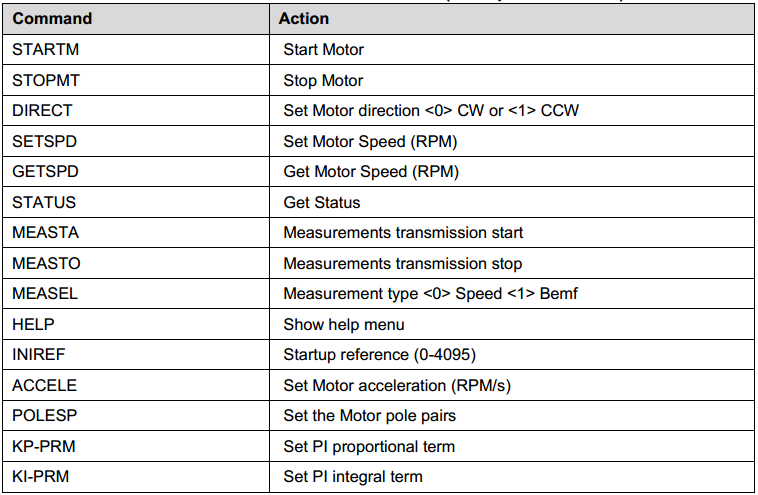 Command Action
STARTM Start Motor
STOPMT Stop Motor
DIRECT Set Motor direction <0> CW or <1> CCW
SETSPD Set Motor Speed (RPM)
GETSPD Get Motor Speed (RPM)
STATUS Get Status
MEASTA Measurements transmission start
MEASTO Measurements transmission stop
MEASEL Measurement type <0> Speed <1> Bemf
HELP Show help menu
INIREF Startup reference (0-4095)
ACCELE Set Motor acceleration (RPM/s)
POLESP Set the Motor pole pairs
KP-PRM Set PI proportional term
KI-PRM Set PI integral term